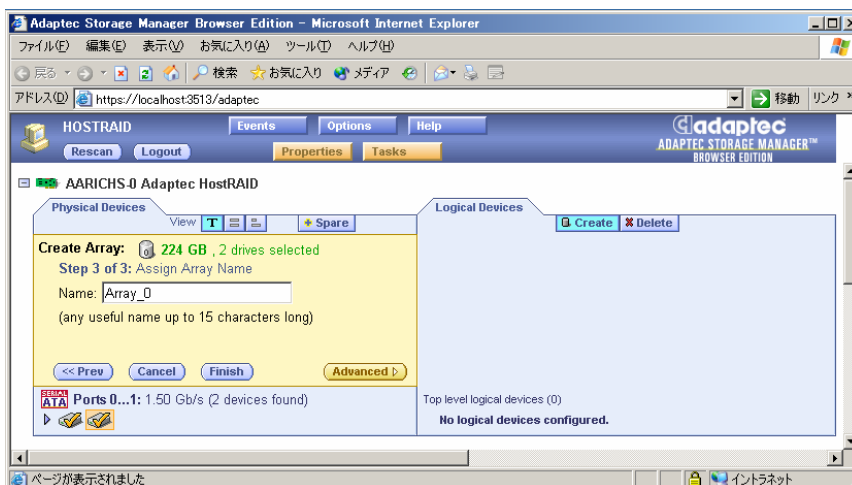 Adaptec Storage Manager Browser Edition - Microsoft Internet Explorer
ファイル(F) 編集(E) 表示(V) お気に入り(A) ツール(T) ヘルプ(H)
戻る 検索 お気に入り メディア
アドレス(D) https://localhost:3513/adaptec 移動 リンク »
HOSTRAID Events Options Help adaptec
Rescan Logout Properties Tasks ADAPTEC STORAGE MANAGER™
BROWSER EDITION
AARICHS-0 Adaptec HostRAID
Physical Devices
View T + Spare
Create Array: 224 GB , 2 drives selected
Step 3 of 3: Assign Array Name
Name: Array_0
(any useful name up to 15 characters long)
<< Prev Cancel Finish Advanced
SERIAL ATA Ports 0...1: 1.50 Gb/s (2 devices found)
Logical Devices
Create Delete
Top level logical devices (0)
No logical devices configured.
ページが表示されました イントラネット